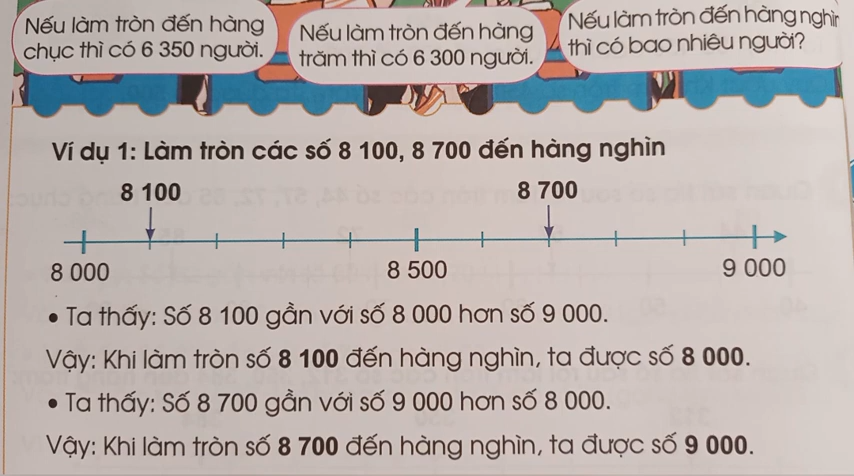 Nếu làm tròn đến hàng
chục thì có 6 350 người.
Nếu làm tròn đến hàng
trăm thì có 6 300 người.
Nếu làm tròn đến hàng nghìn
thì có bao nhiêu người?
Ví dụ 1: Làm tròn các số 8 100, 8 700 đến hàng nghìn
8 100
8 700
8 000
8 500
9 000
• Ta thấy: Số 8 100 gần với số 8 000 hơn số 9 000.
Vậy: Khi làm tròn số 8 100 đến hàng nghìn, ta được số 8 000.
• Ta thấy: Số 8 700 gần với số 9 000 hơn số 8 000.
Vậy: Khi làm tròn số 8 700 đến hàng nghìn, ta được số 9 000.